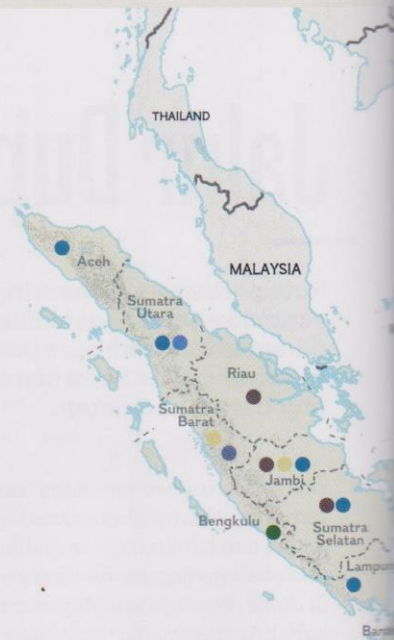 THAILAND
MALAYSIA
Aceh
Sumatra
Utara
Riau
Sumatra
Barat
Jambi
Bengkulu
Sumatra
Selatan
Lampun